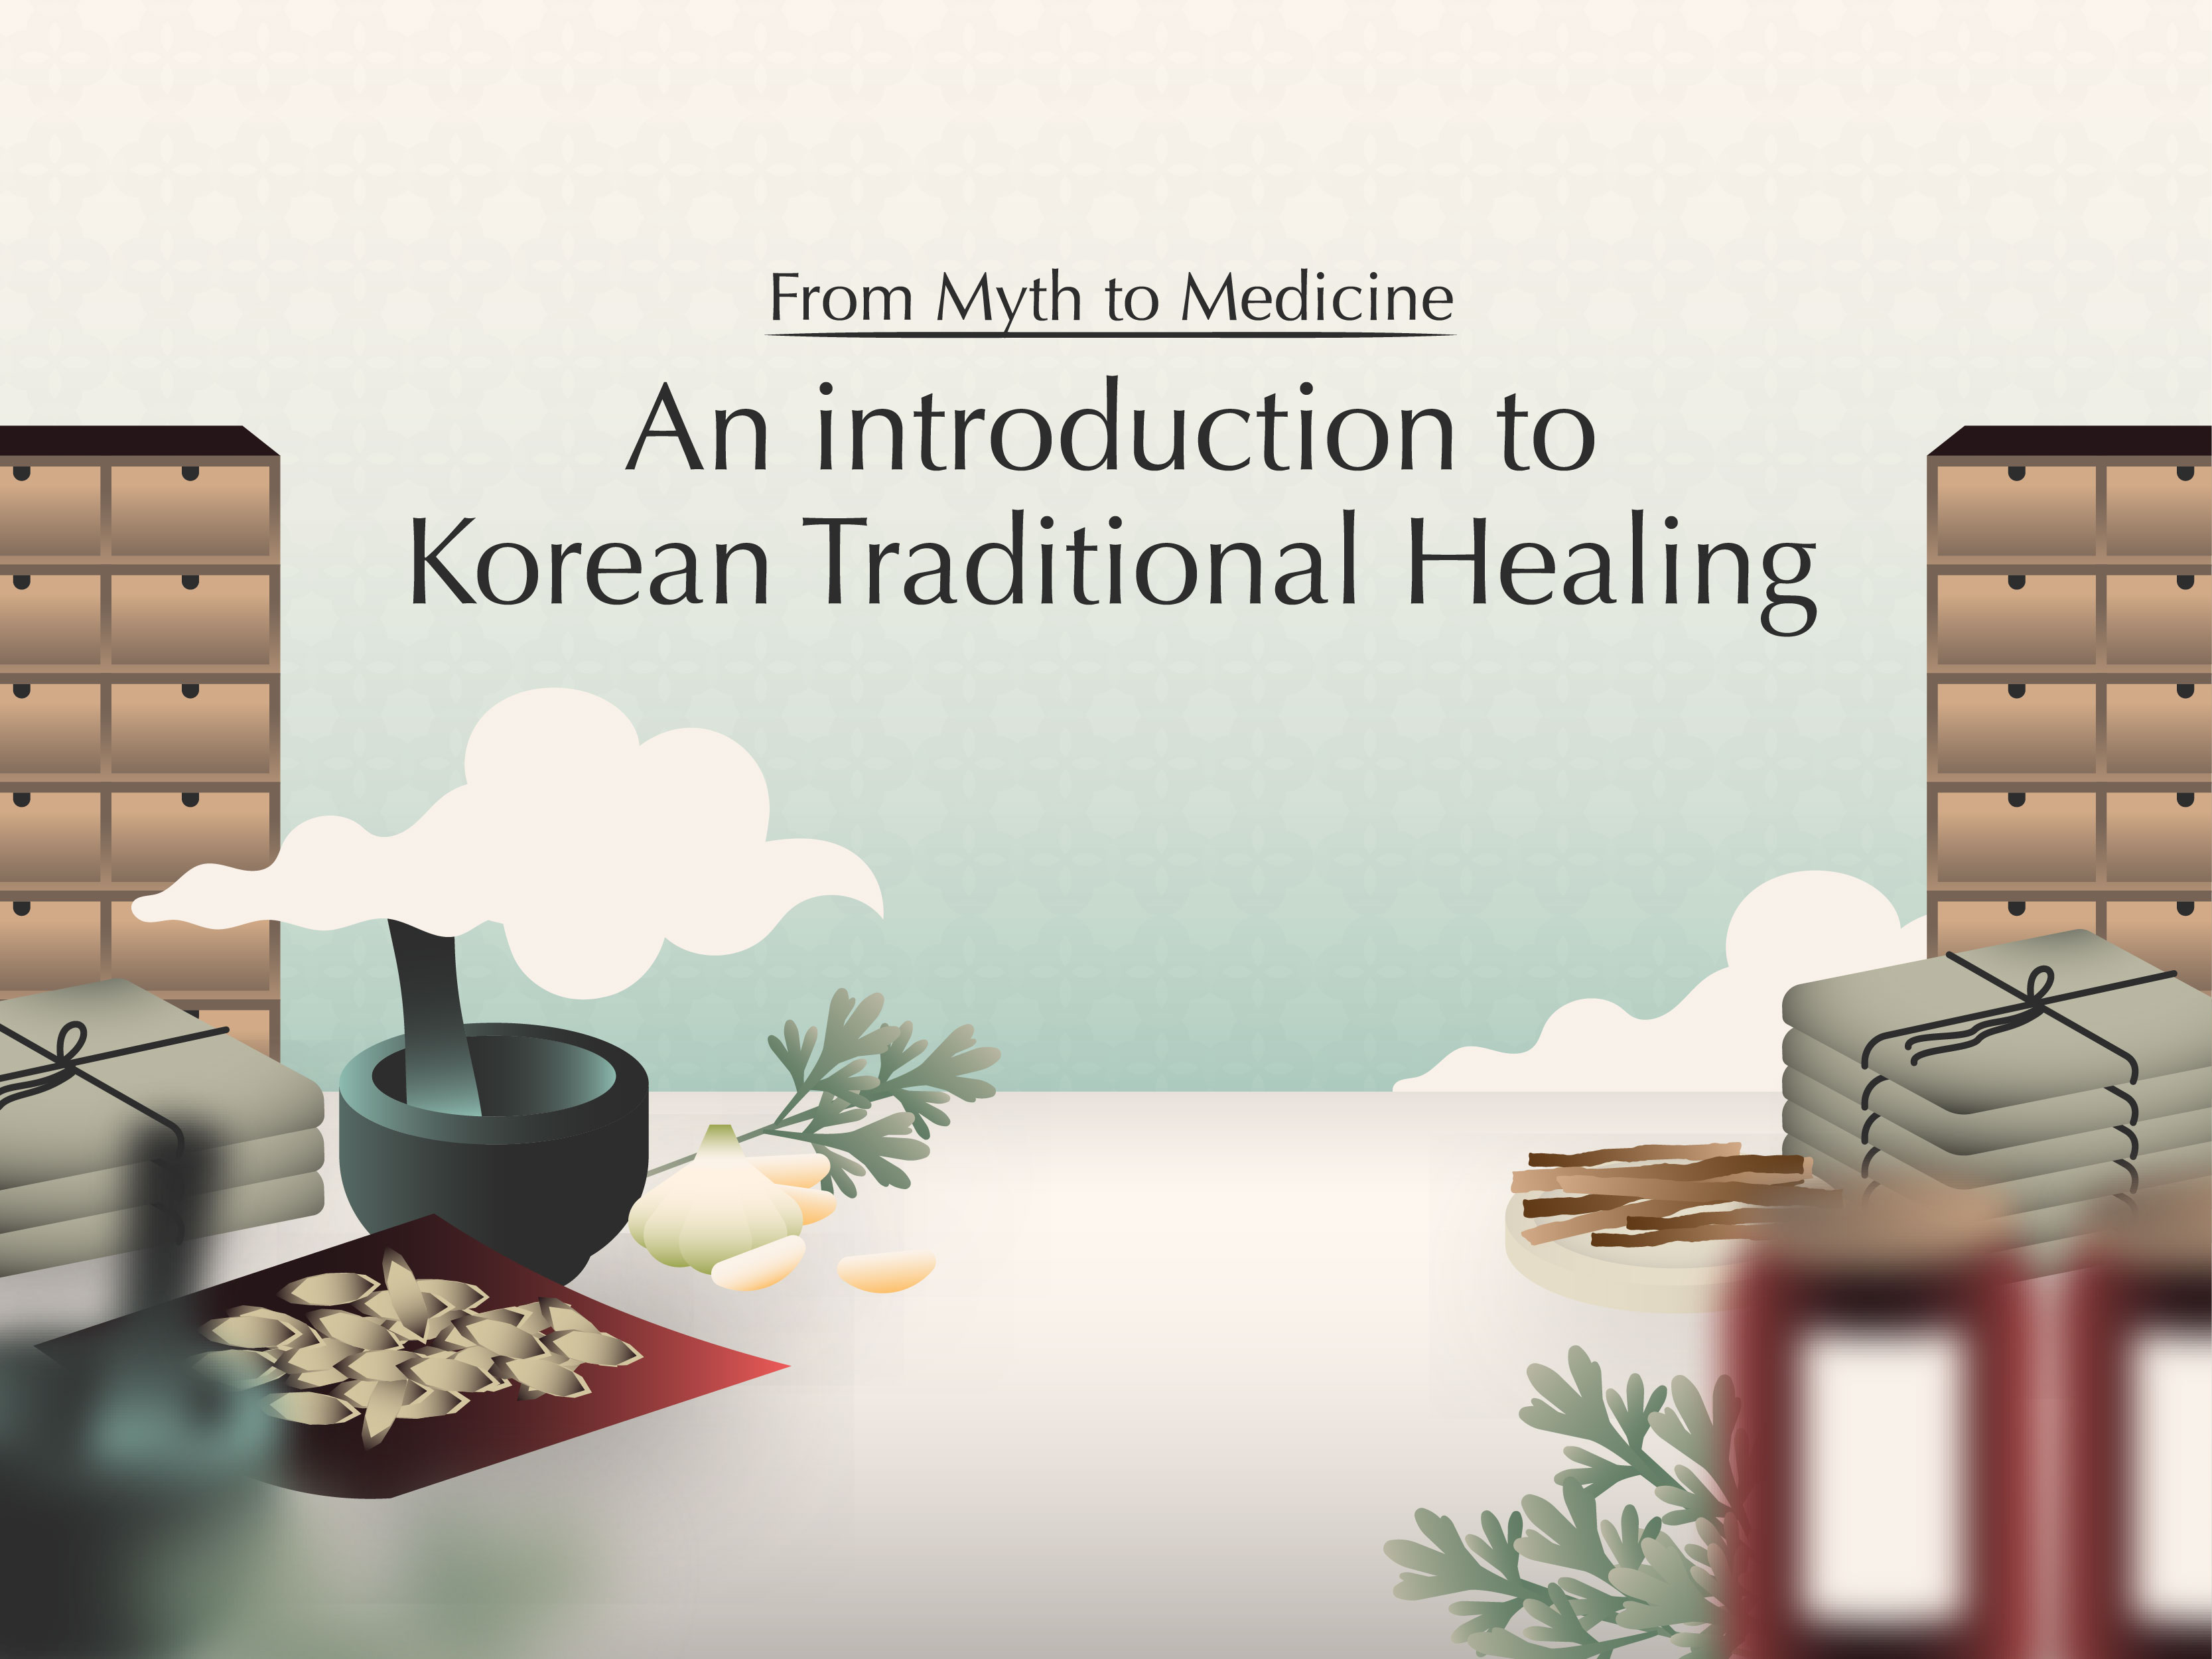 From Myth to Medicine
An introduction to
Korean Traditional Healing